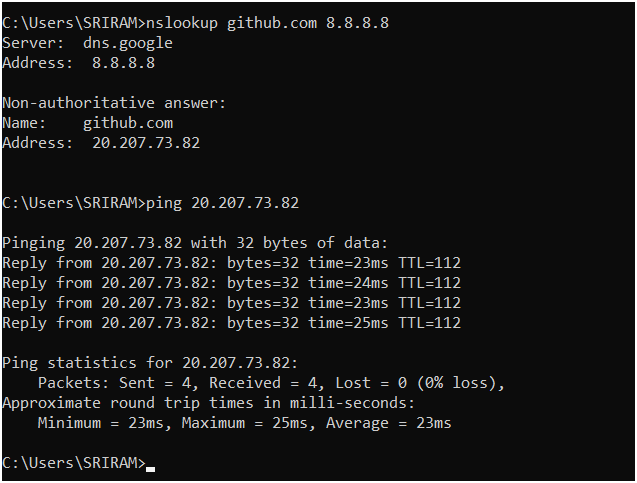 C:\Users\SRIRAM>nslookup github.com 8.8.8.8
Server:  dns.google
Address:  8.8.8.8

Non-authoritative answer:
Name:    github.com
Address:  20.207.73.82


C:\Users\SRIRAM>ping 20.207.73.82

Pinging 20.207.73.82 with 32 bytes of data:
Reply from 20.207.73.82: bytes=32 time=23ms TTL=112
Reply from 20.207.73.82: bytes=32 time=24ms TTL=112
Reply from 20.207.73.82: bytes=32 time=23ms TTL=112
Reply from 20.207.73.82: bytes=32 time=25ms TTL=112

Ping statistics for 20.207.73.82:
    Packets: Sent = 4, Received = 4, Lost = 0 (0% loss),
Approximate round trip times in milli-seconds:
    Minimum = 23ms, Maximum = 25ms, Average = 23ms

C:\Users\SRIRAM>